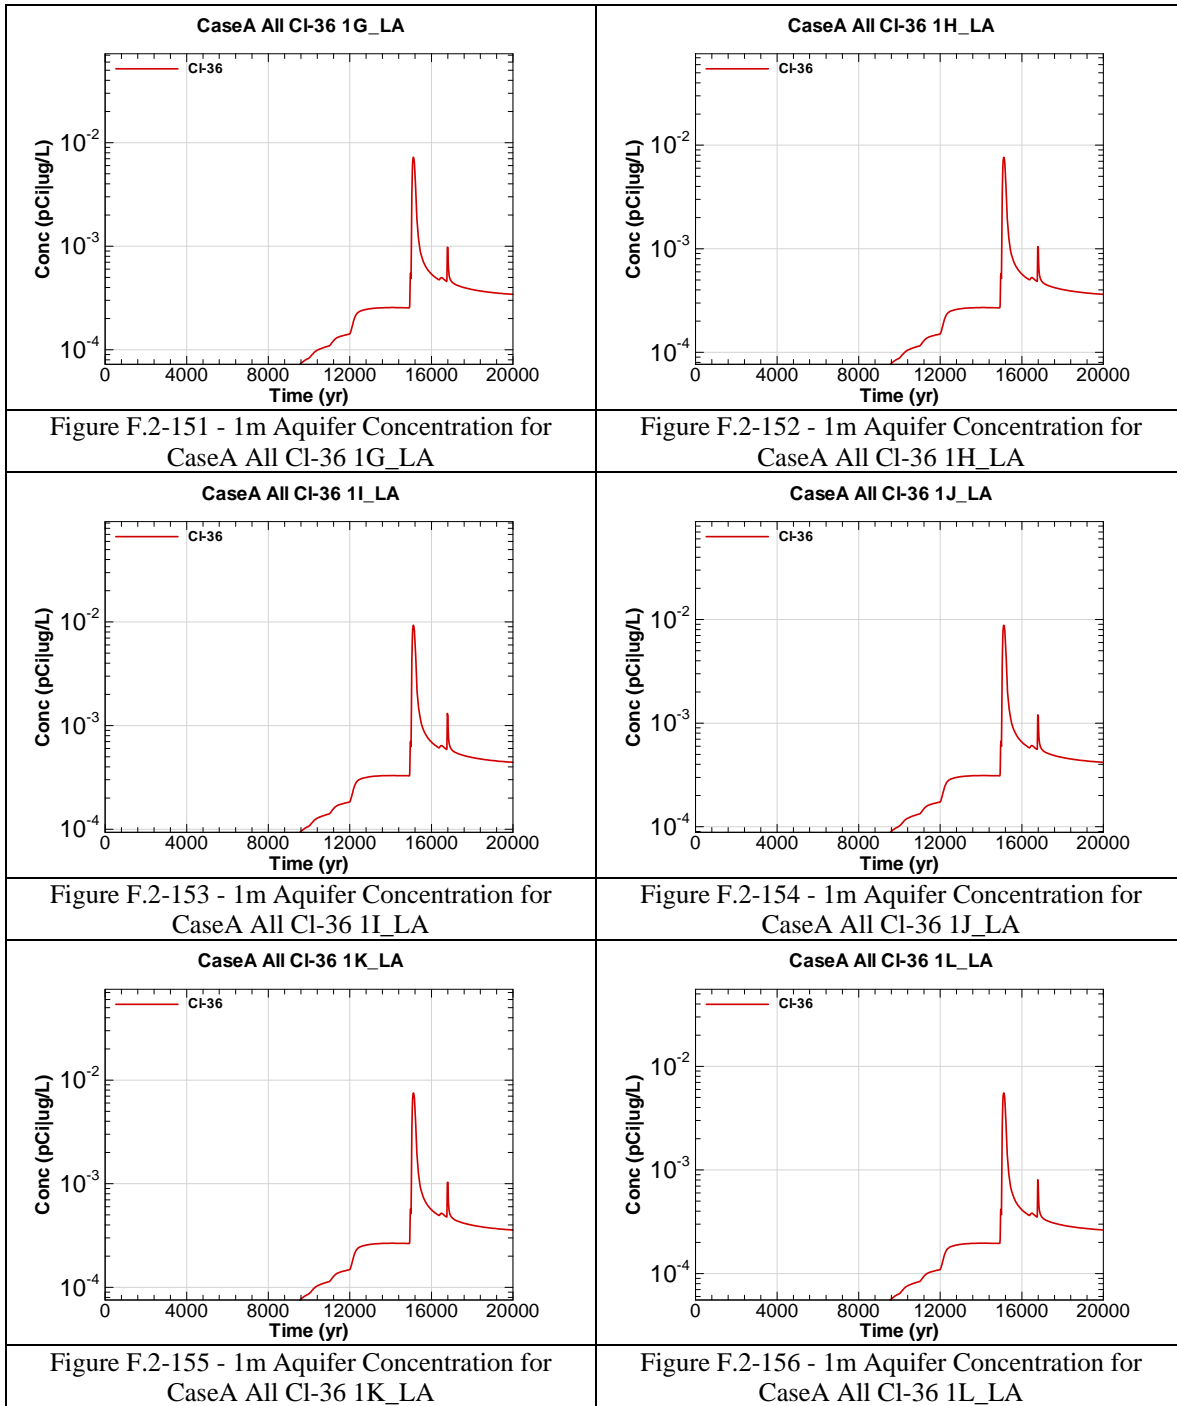 CaseA All Cl-36 1G_LA
Cl-36
Conc (pCi|ug/L)
10-2
10-3
10-4
0 4000 8000 12000 16000 20000
Time (yr)
Figure F.2-151 - 1m Aquifer Concentration for
CaseA All Cl-36 1G_LA
CaseA All Cl-36 1H_LA
Cl-36
Conc (pCi|ug/L)
10-2
10-3
10-4
0 4000 8000 12000 16000 20000
Time (yr)
Figure F.2-152 - 1m Aquifer Concentration for
CaseA All Cl-36 1H_LA
CaseA All Cl-36 1I_LA
Cl-36
Conc (pCi|ug/L)
10-2
10-3
10-4
0 4000 8000 12000 16000 20000
Time (yr)
Figure F.2-153 - 1m Aquifer Concentration for
CaseA All Cl-36 1I_LA
CaseA All Cl-36 1J_LA
Cl-36
Conc (pCi|ug/L)
10-2
10-3
10-4
0 4000 8000 12000 16000 20000
Time (yr)
Figure F.2-154 - 1m Aquifer Concentration for
CaseA All Cl-36 1J_LA
CaseA All Cl-36 1K_LA
Cl-36
Conc (pCi|ug/L)
10-2
10-3
10-4
0 4000 8000 12000 16000 20000
Time (yr)
Figure F.2-155 - 1m Aquifer Concentration for
CaseA All Cl-36 1K_LA
CaseA All Cl-36 1L_LA
Cl-36
Conc (pCi|ug/L)
10-2
10-3
10-4
0 4000 8000 12000 16000 20000
Time (yr)
Figure F.2-156 - 1m Aquifer Concentration for
CaseA All Cl-36 1L_LA